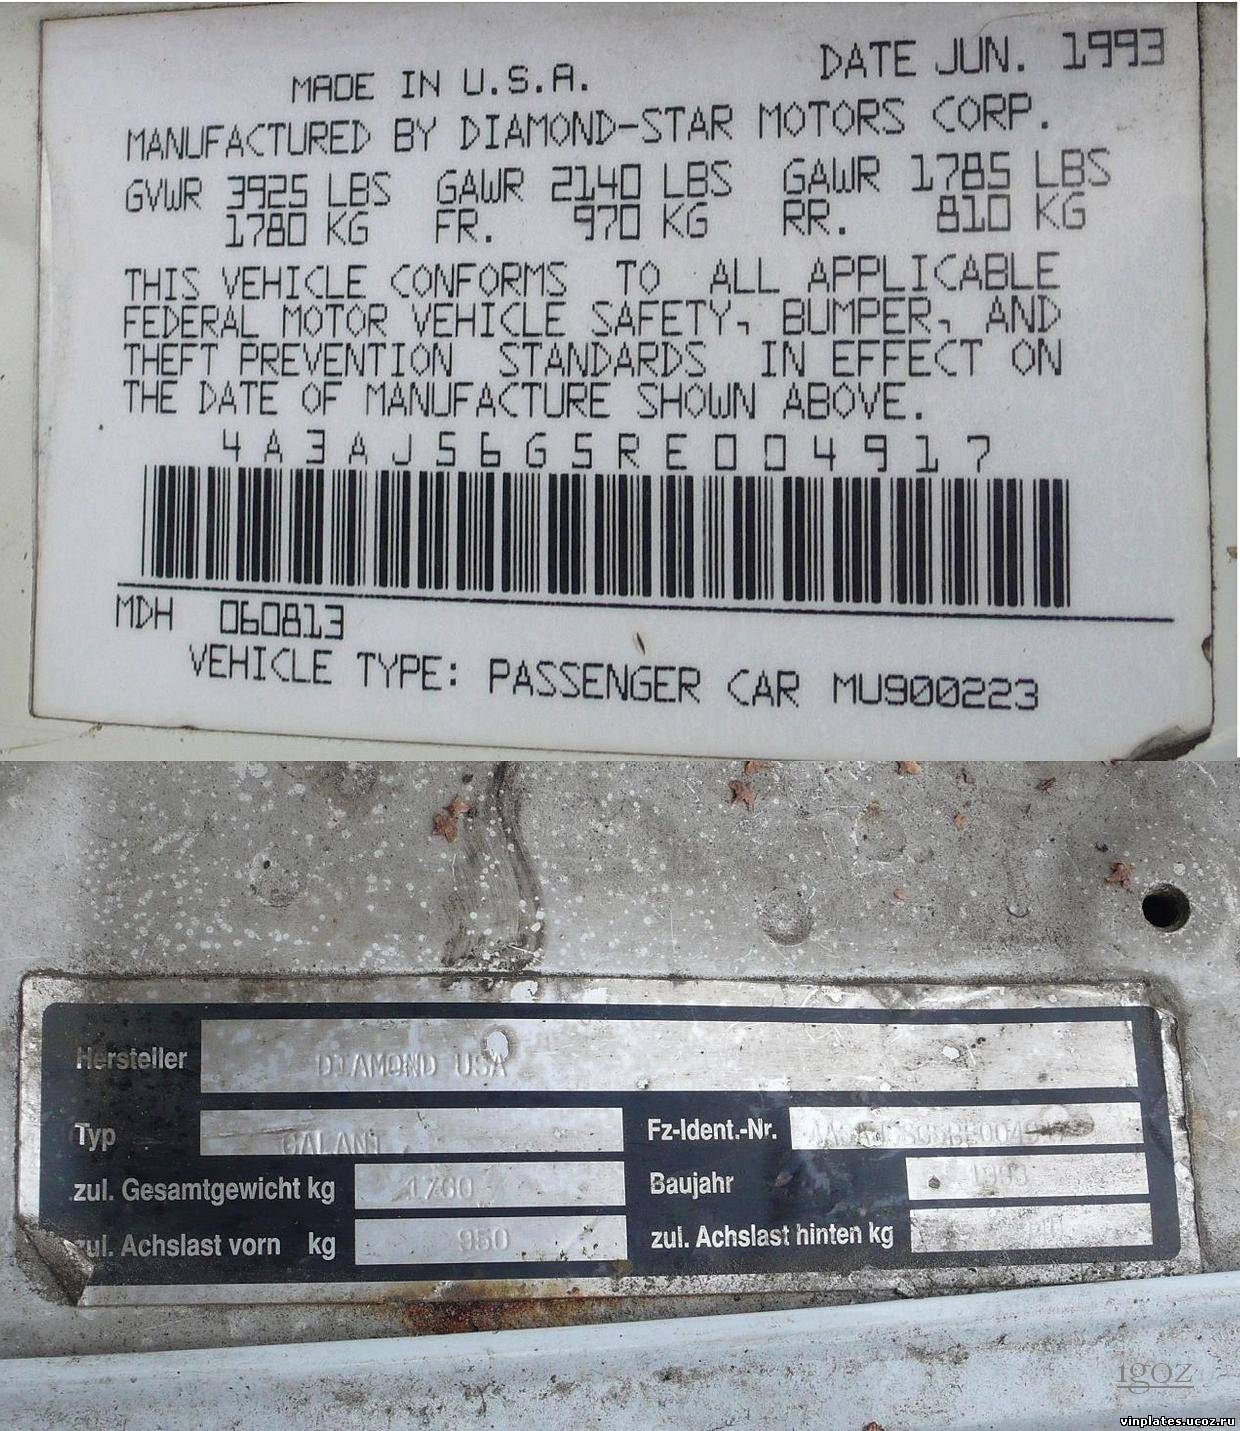 DATE JUN. 1993
MADE IN U.S.A.
MANUFACTURED BY DIAMOND-STAR MOTORS CORP.
GVWR 3925 LBS GAWR 2140 LBS GAWR 1785 LBS
1780 KG FR. 970 KG RR. 810 KG
THIS VEHICLE CONFORMS TO ALL APPLICABLE
FEDERAL MOTOR VEHICLE SAFETY, BUMPER, AND
THEFT PREVENTION STANDARDS IN EFFECT ON
THE DATE OF MANUFACTURE SHOWN ABOVE.
4A3AJ56G5RE004917
MDH 060813
VEHICLE TYPE: PASSENGER CAR MU900223
Hersteller DIAMOND USA
Typ GALANT Fz-Ident.-Nr.
zul. Gesamtgewicht kg 1760 Baujahr 1993
zul. Achslast vorn kg 950 zul. Achslast hinten kg
igoz
vinplates.ucoz.ru